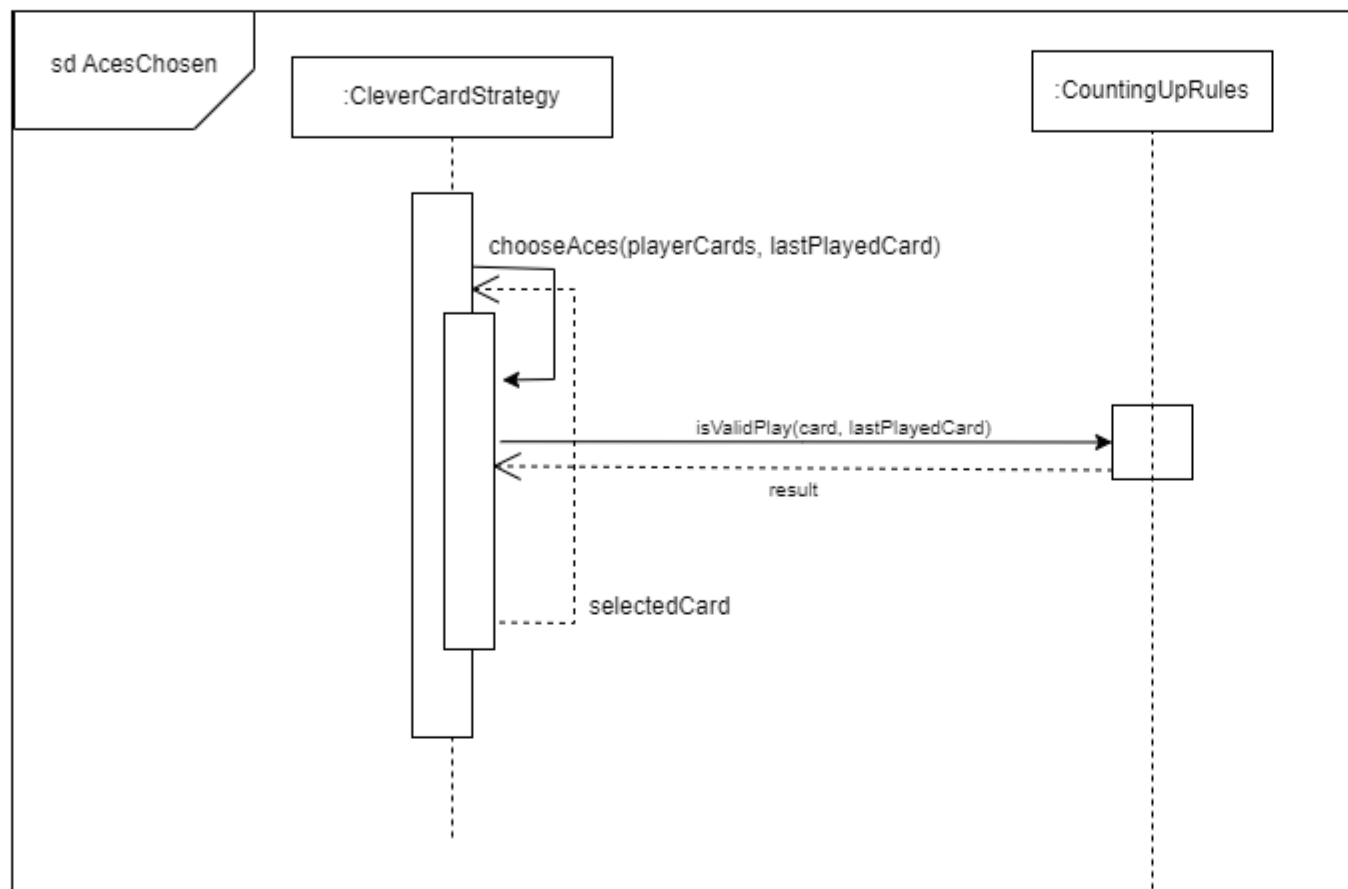 sd AcesChosen
:CleverCardStrategy
:CountingUpRules
chooseAces(playerCards, lastPlayedCard)
isValidPlay(card, lastPlayedCard)
result
selectedCard